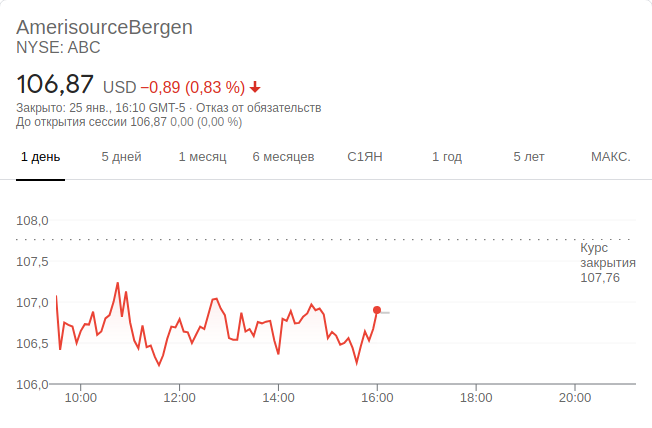 AmerisourceBergen
NYSE: ABC
106,87 USD −0,89 (0,83 %)
Закрыто: 25 янв., 16:10 GMT-5 · Отказ от обязательств
До открытия сессии 106,87 0,00 (0,00 %)
1 день 5 дней 1 месяц 6 месяцев С1ЯН 1 год 5 лет МАКС.
108,0
Курс
закрытия
107,76
107,5
107,0
106,5
106,0
10:00 12:00 14:00 16:00 18:00 20:00